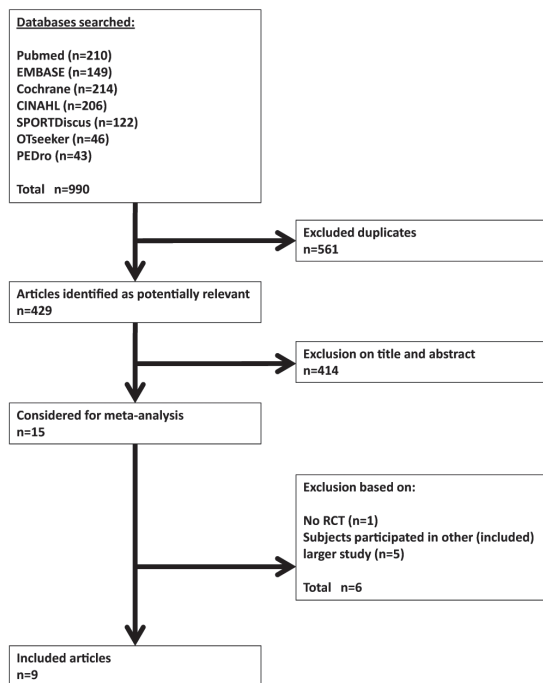 Databases searched:
Pubmed (n=210)
EMBASE (n=149)
Cochrane (n=214)
CINAHL (n=206)
SPORTDiscus (n=122)
OTseeker (n=46)
PEDro (n=43)
Total n=990
Excluded duplicates
n=561
Articles identified as potentially relevant
n=429
Exclusion on title and abstract
n=414
Considered for meta-analysis
n=15
Exclusion based on:
No RCT (n=1)
Subjects participated in other (included)
larger study (n=5)
Total n=6
Included articles
n=9